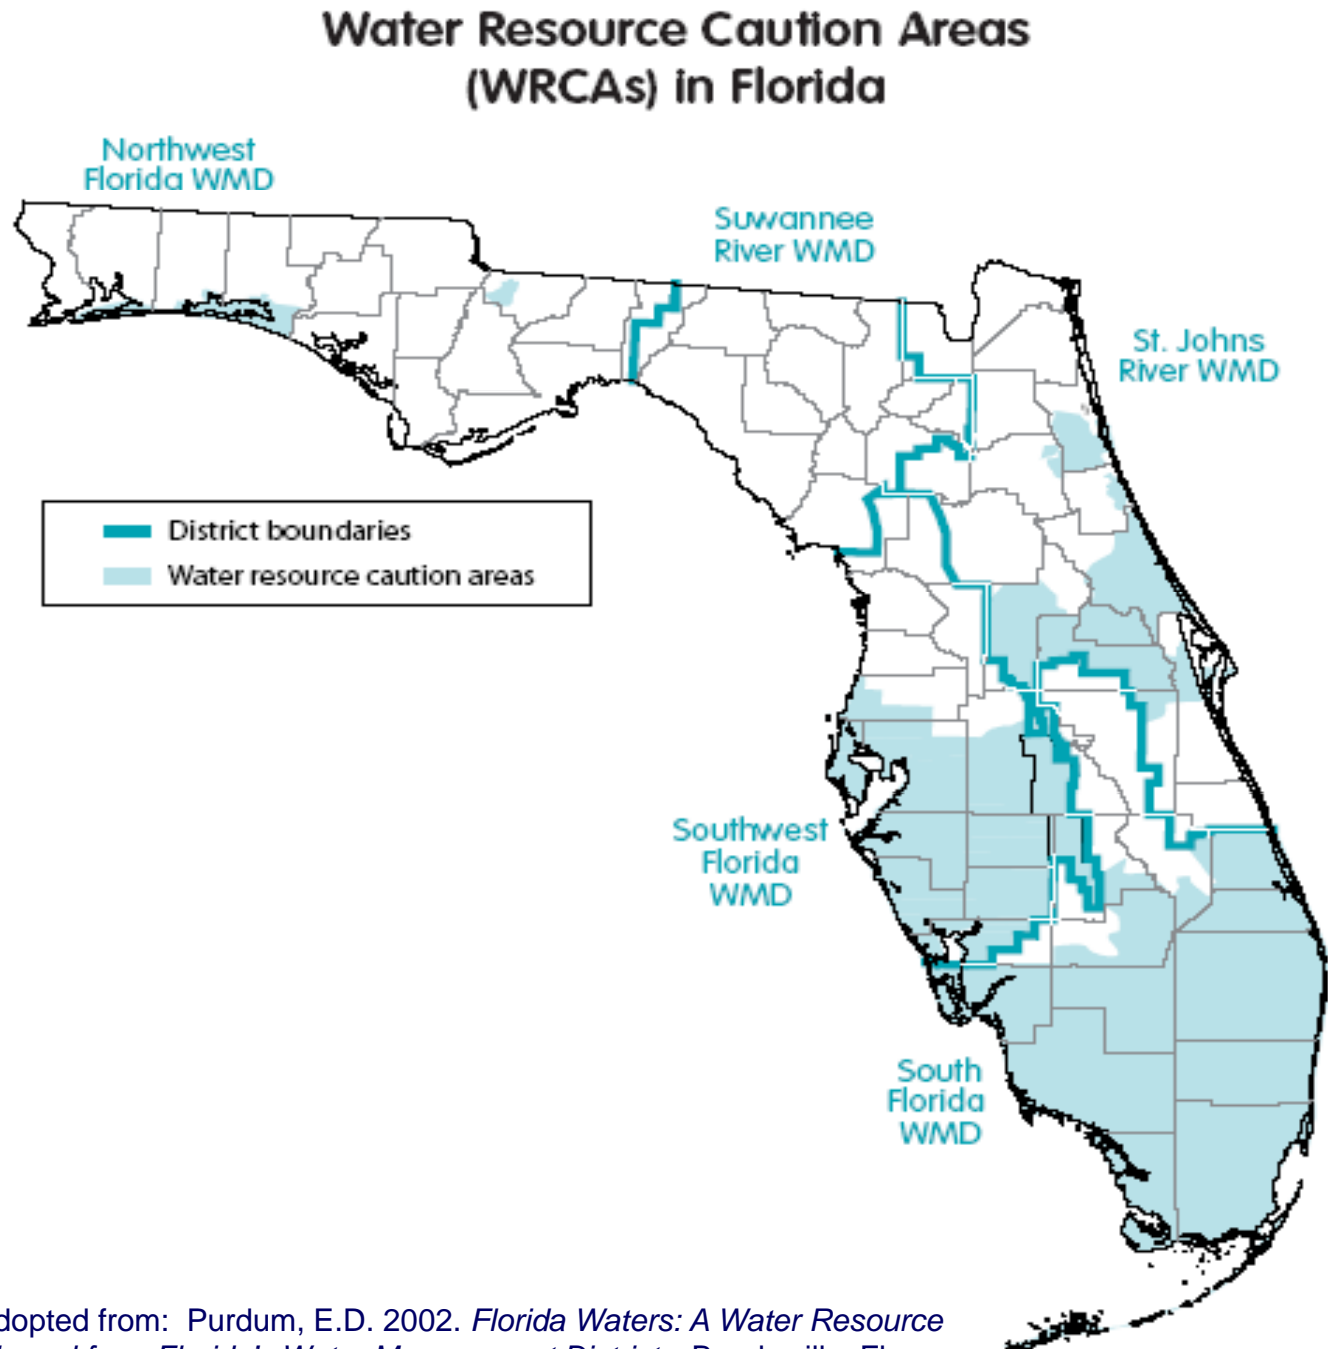 Water Resource Caution Areas
(WRCAs) in Florida
Northwest
Florida WMD
Suwannee
River WMD
St. Johns
River WMD
District boundaries
Water resource caution areas
Southwest
Florida
WMD
South
Florida
WMD
dopted from: Purdum, E.D. 2002. Florida Waters: A Water Resource